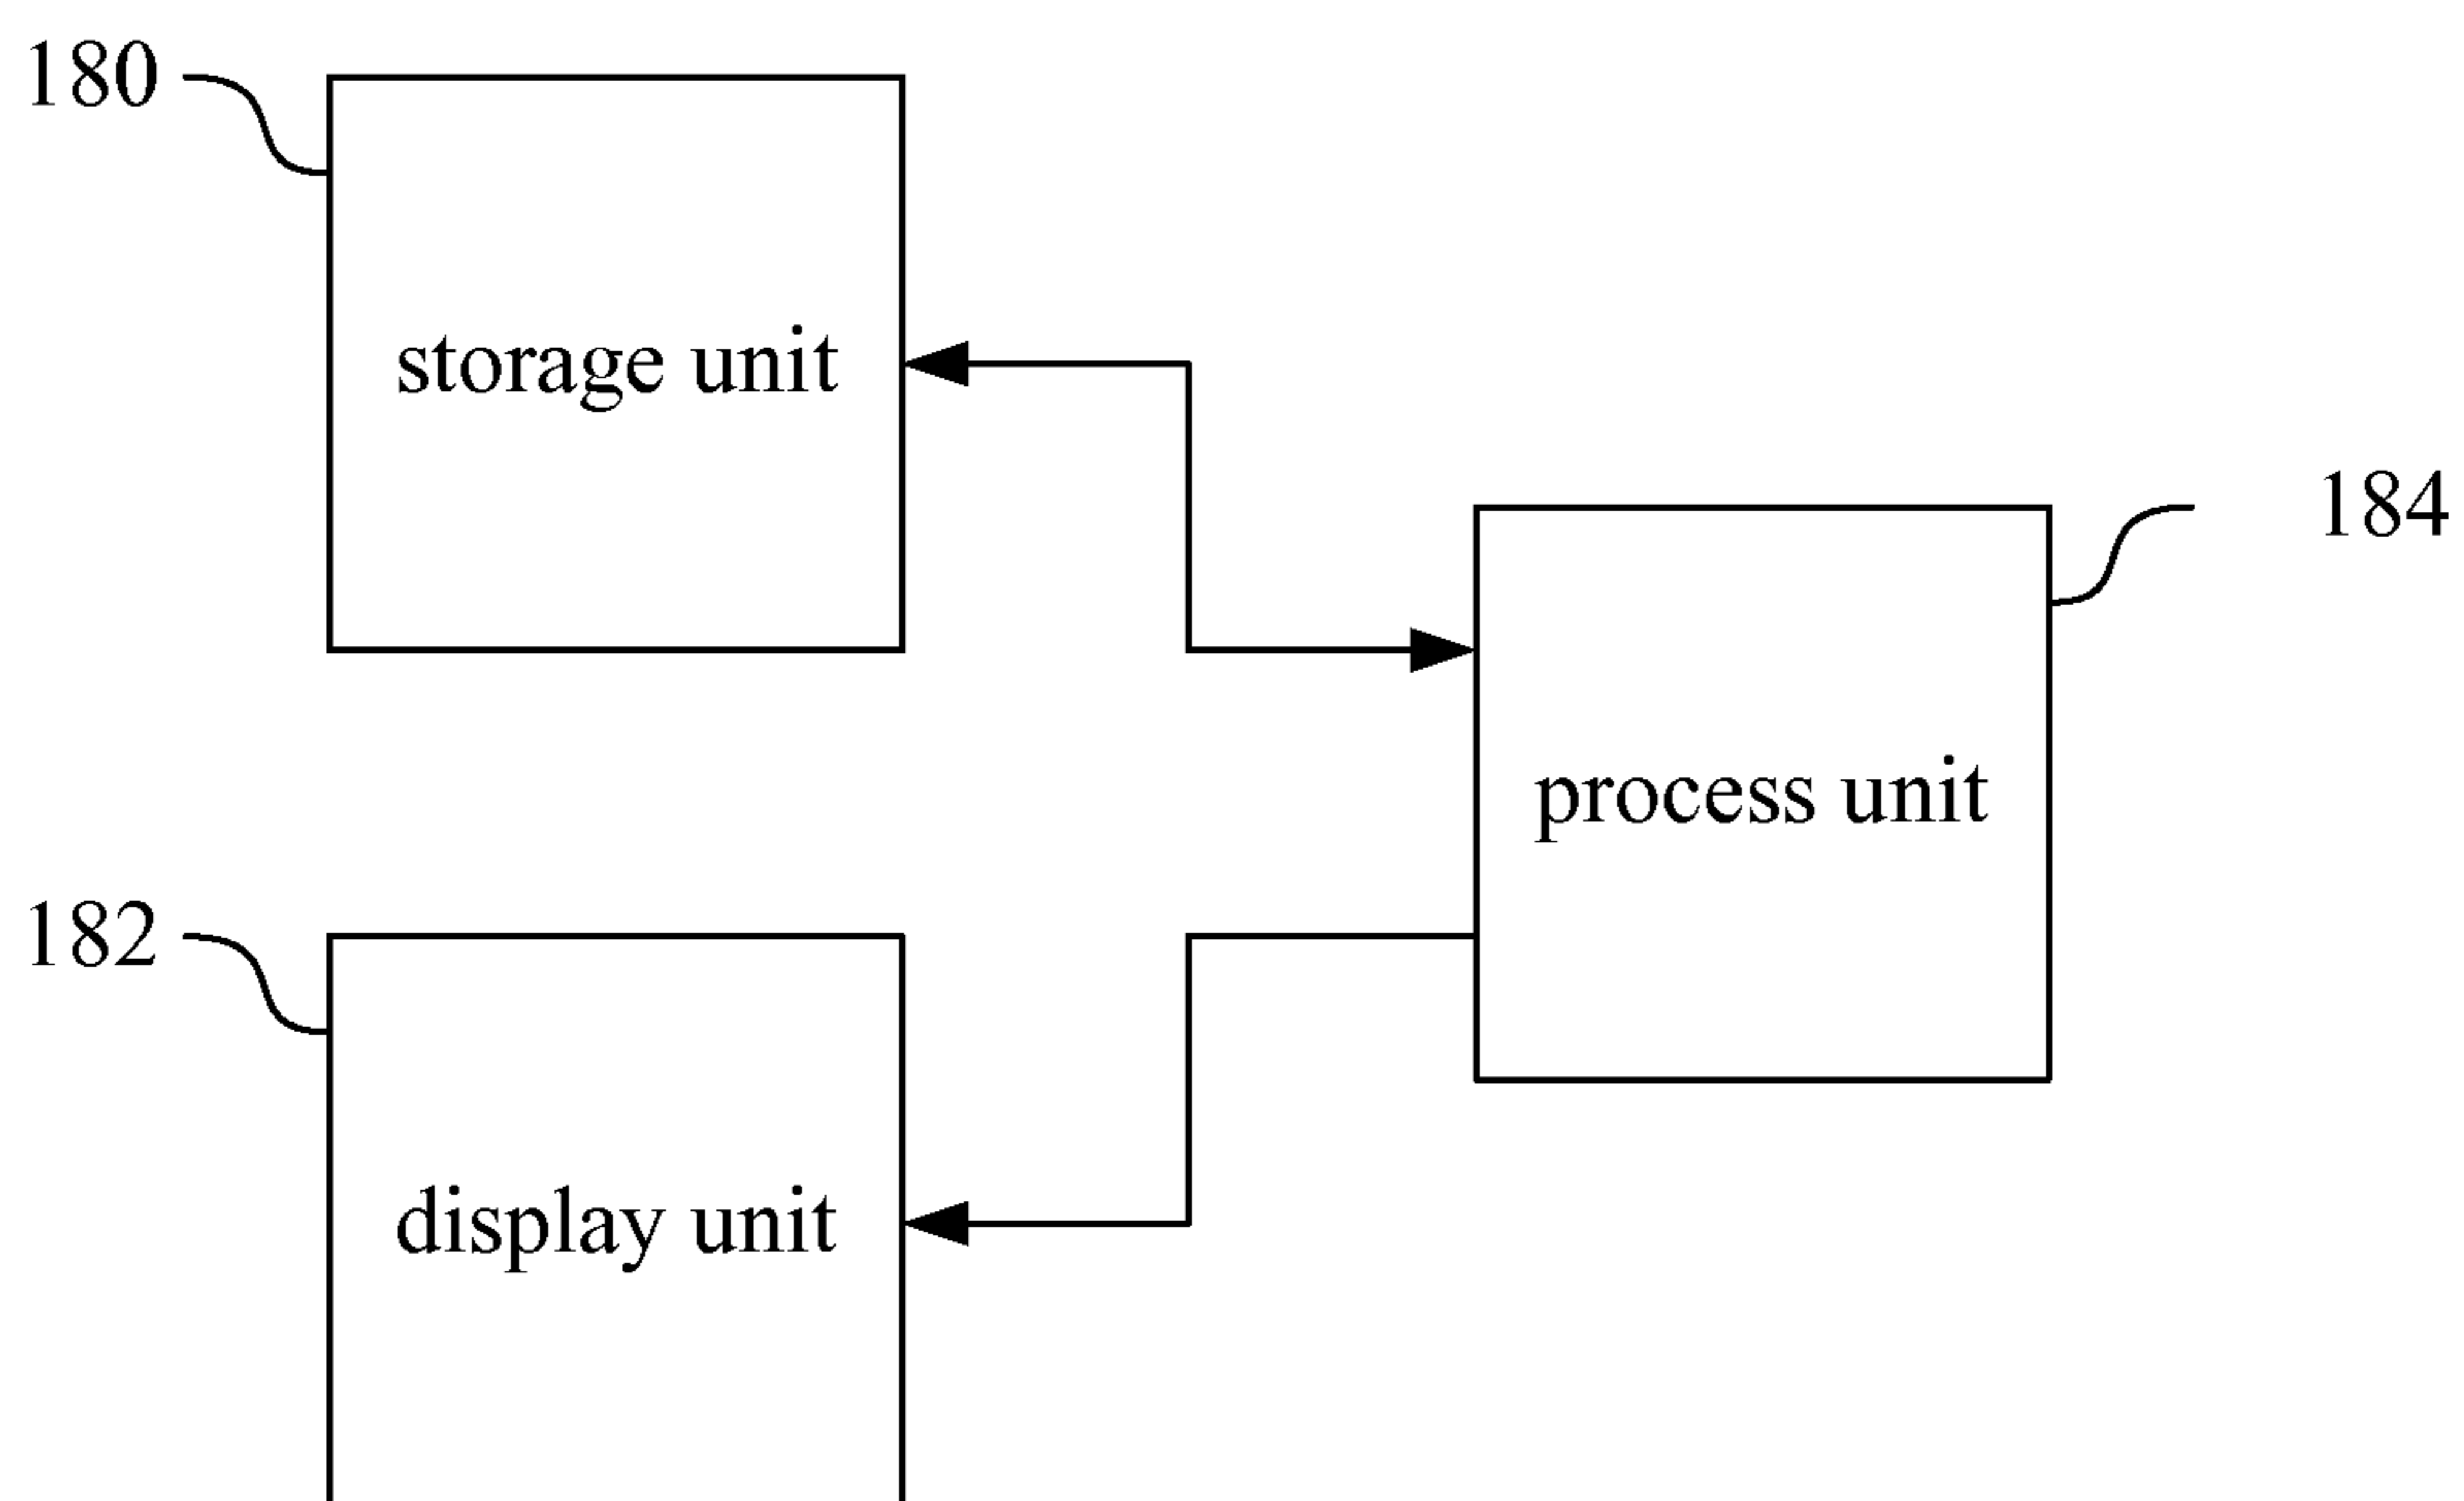 180
storage unit
184
process unit
182
display unit